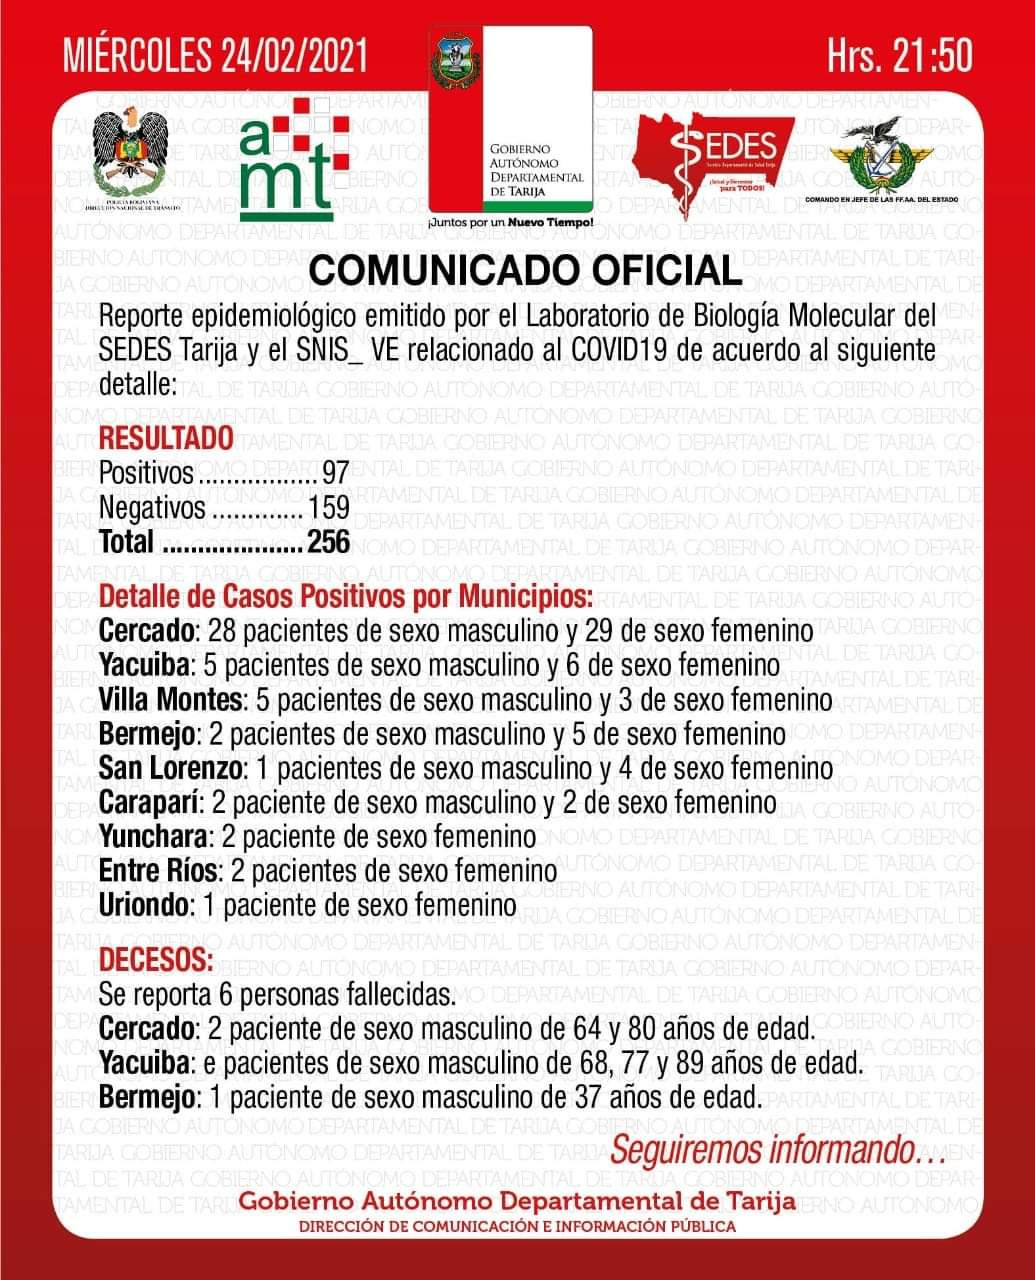 MIÉRCOLES 24/02/2021
Hrs. 21:50
POLICIA BOLIVIANA
DIRECCIÓN NACIONAL DE TRÁNSITO
amt
GOBIERNO
AUTÓNOMO
DEPARTAMENTAL
DE TARIJA
¡Juntos por un Nuevo Tiempo!
SEDES
Servicio Departamental de Salud Tarija
¡Salud y Bienestar
para TODOS!
COMANDO EN JEFE DE LAS FF.AA. DEL ESTADO
COMUNICADO OFICIAL
Reporte epidemiológico emitido por el Laboratorio de Biología Molecular del
SEDES Tarija y el SNIS_ VE relacionado al COVID19 de acuerdo al siguiente
detalle:
RESULTADO
Positivos ................. 97
Negativos ............. 159
Total .................... 256
Detalle de Casos Positivos por Municipios:
Cercado: 28 pacientes de sexo masculino y 29 de sexo femenino
Yacuiba: 5 pacientes de sexo masculino y 6 de sexo femenino
Villa Montes: 5 pacientes de sexo masculino y 3 de sexo femenino
Bermejo: 2 pacientes de sexo masculino y 5 de sexo femenino
San Lorenzo: 1 pacientes de sexo masculino y 4 de sexo femenino
Caraparí: 2 paciente de sexo masculino y 2 de sexo femenino
Yunchara: 2 paciente de sexo femenino
Entre Ríos: 2 pacientes de sexo femenino
Uriondo: 1 paciente de sexo femenino
DECESOS:
Se reporta 6 personas fallecidas.
Cercado: 2 paciente de sexo masculino de 64 y 80 años de edad.
Yacuiba: e pacientes de sexo masculino de 68, 77 y 89 años de edad.
Bermejo: 1 paciente de sexo masculino de 37 años de edad.
Seguiremos informando...
Gobierno Autónomo Departamental de Tarija
DIRECCIÓN DE COMUNICACIÓN E INFORMACIÓN PÚBLICA